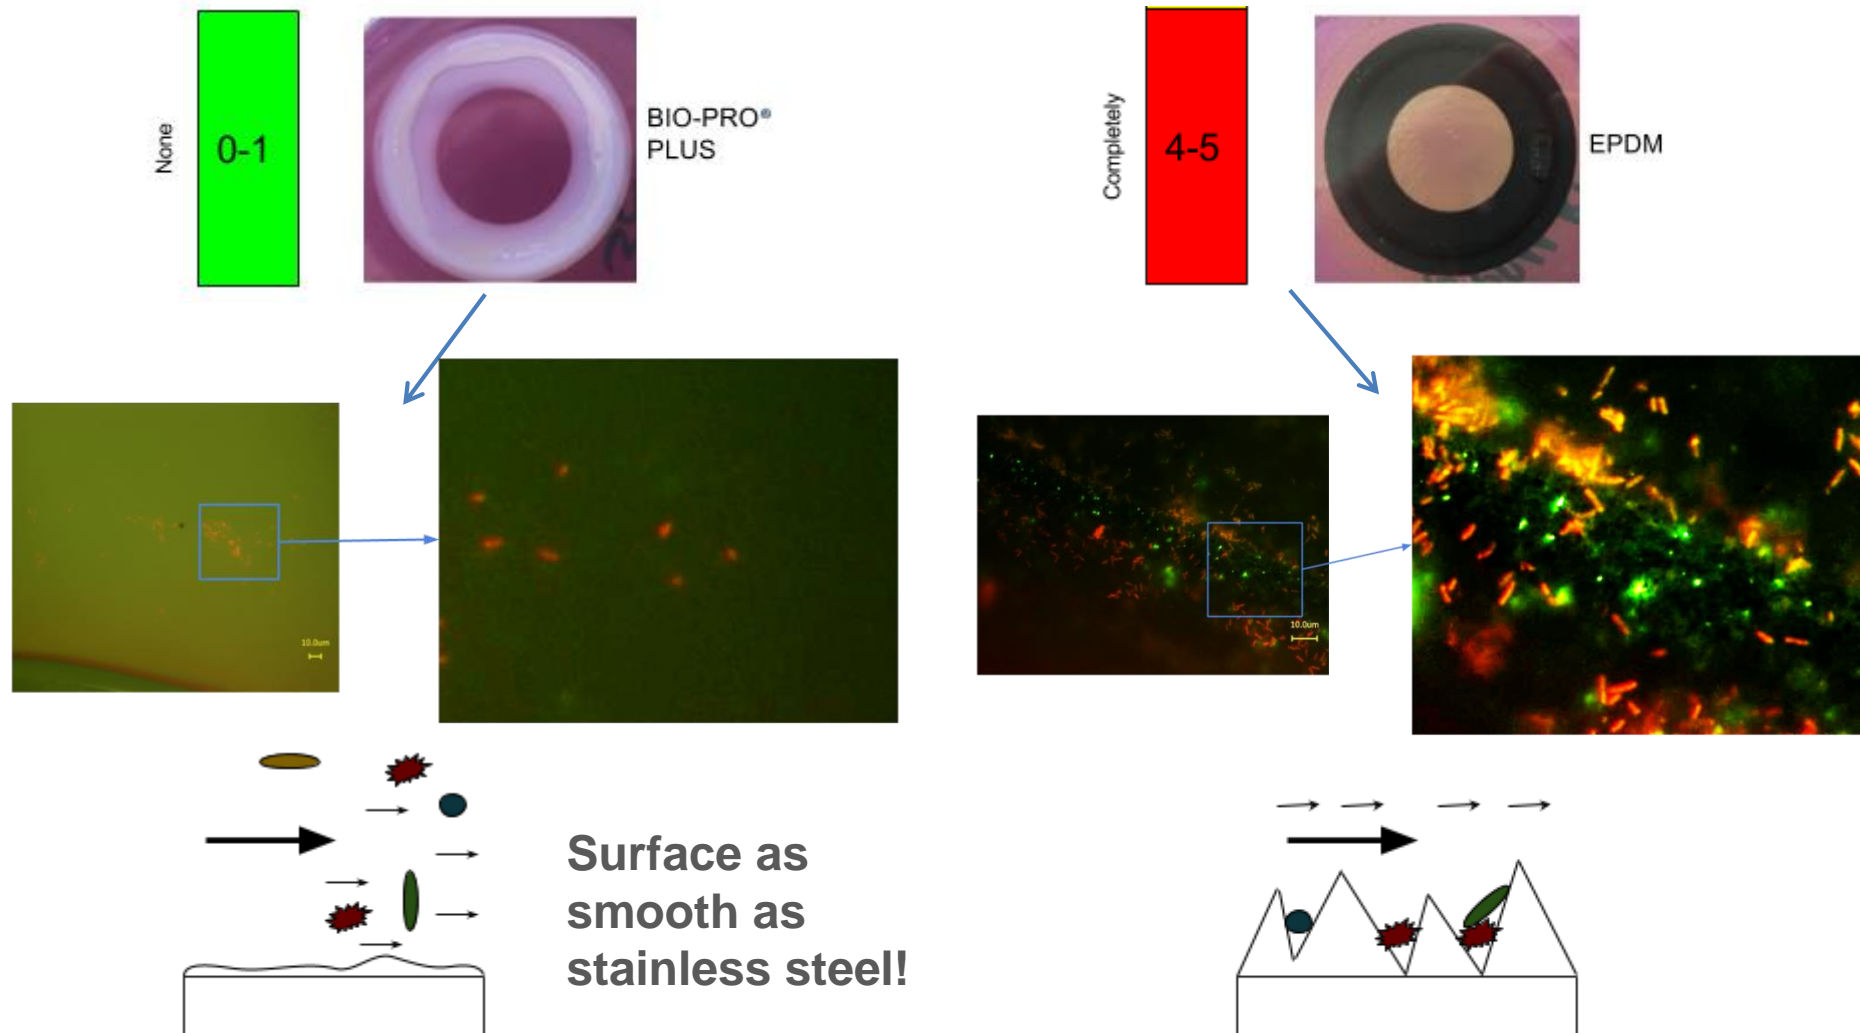 None
0-1
BIO-PRO®
PLUS
Completely
4-5
EPDM
10.0um
10.0um
Surface as
smooth as
stainless steel!